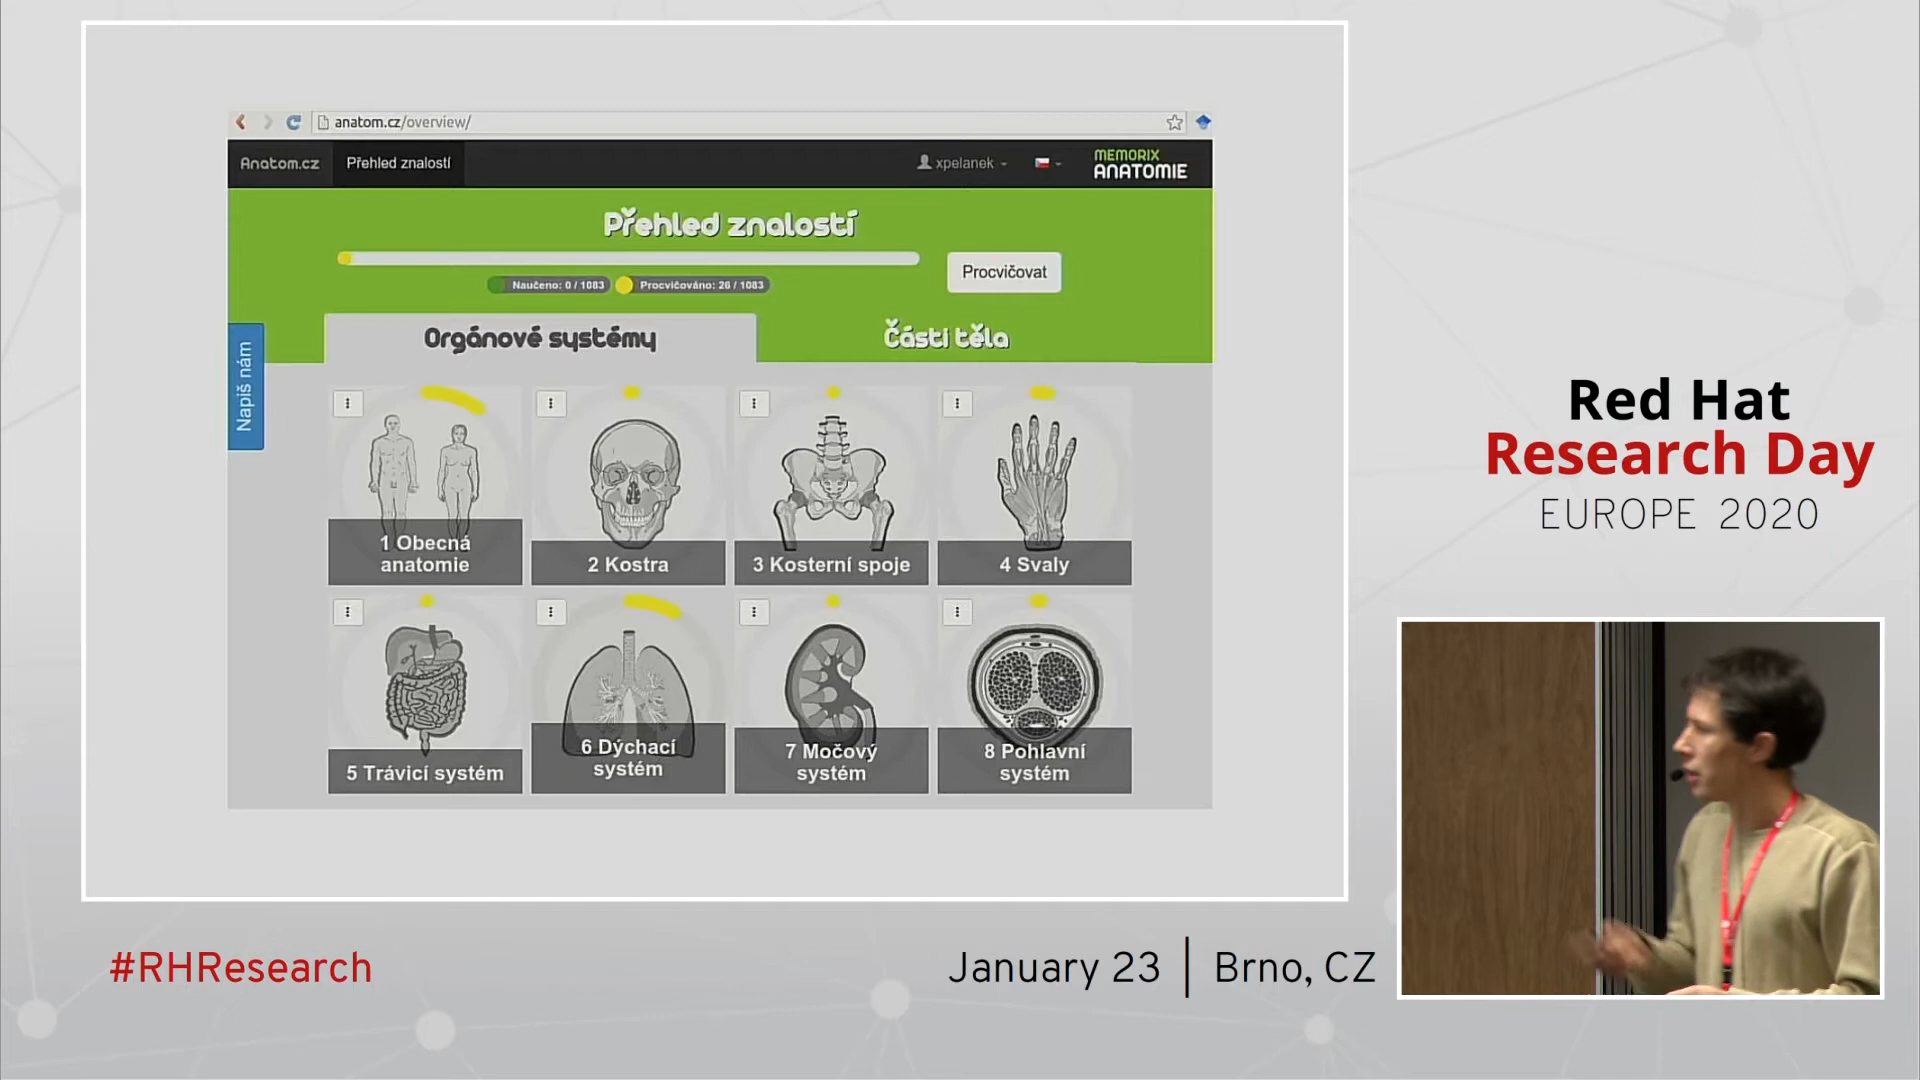 anatom.cz/overview/
Anatom.cz
Přehled znalostí
xpelanek
MEMORIX
ANATOMIE
Přehled znalostí
Naučeno: 0 / 1083
Procvičováno: 26 / 1083
Procvičovat
Napiš nám
Orgánové systémy
Části těla
1 Obecná
anatomie
2 Kostra
3 Kosterní spoje
4 Svaly
5 Trávicí systém
6 Dýchací
systém
7 Močový
systém
8 Pohlavní
systém
Red Hat
Research Day
EUROPE 2020
#RHResearch
January 23 | Brno, CZ